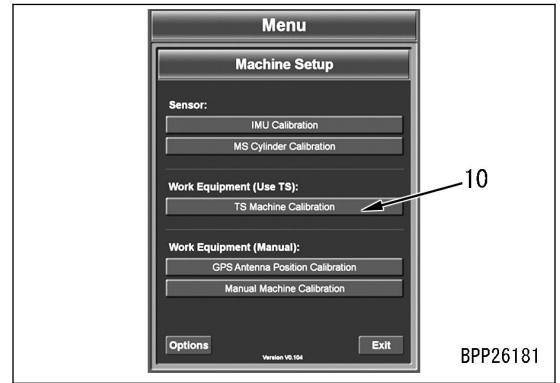 Menu
Machine Setup
Sensor:
IMU Calibration
MS Cylinder Calibration
Work Equipment (Use TS):
TS Machine Calibration
10
Work Equipment (Manual):
GPS Antenna Position Calibration
Manual Machine Calibration
Options
Version V0.104
Exit
BPP26181